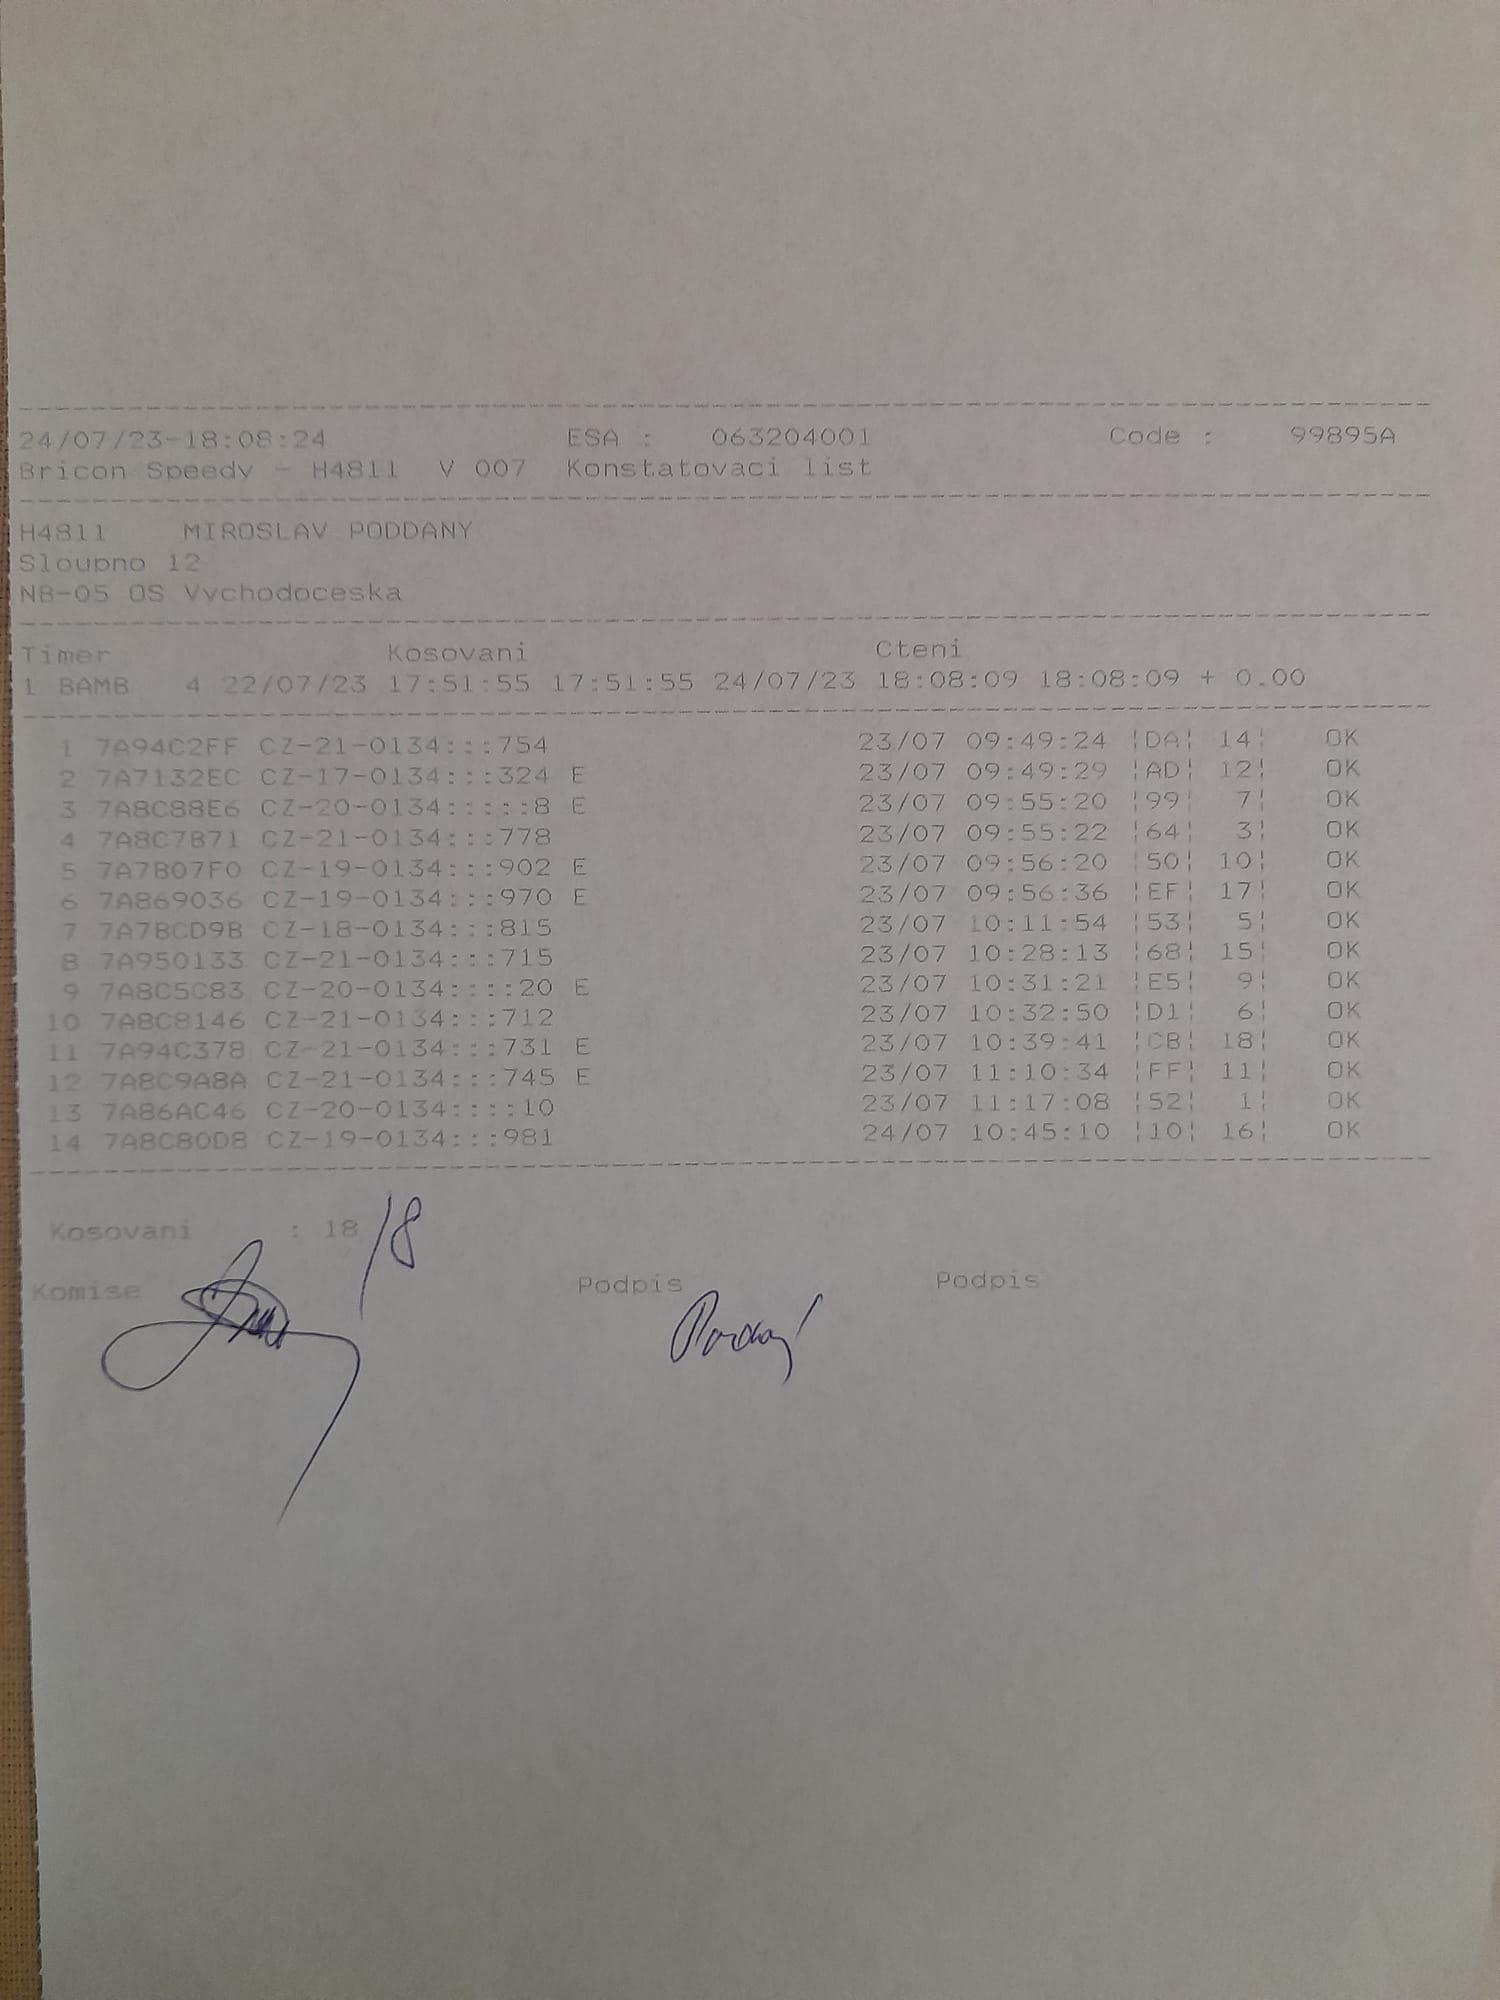 24/07/23-18:08:24 ESA : 063204001 Code : 99895A
Bricon Speedy - H4811 V 007 Konstatovaci list
H4811 MIROSLAV PODDANY
Sloupno 12
NB-05 OS Vychodoceska
Timer Kosovani Cteni
1 BAMB 4 22/07/23 17:51:55 17:51:55 24/07/23 18:08:09 18:08:09 + 0.00
1 7A94C2FF CZ-21-0134:::754 23/07 09:49:24 ¦DA¦ 14¦ OK
2 7A7132EC CZ-17-0134:::324 E 23/07 09:49:29 ¦AD¦ 12¦ OK
3 7A8C88E6 CZ-20-0134:::::8 E 23/07 09:55:20 ¦99¦ 7¦ OK
4 7A8C7B71 CZ-21-0134:::778 23/07 09:55:22 ¦64¦ 3¦ OK
5 7A7B07F0 CZ-19-0134:::902 E 23/07 09:56:20 ¦50¦ 10¦ OK
6 7A869036 CZ-19-0134:::970 E 23/07 09:56:36 ¦EF¦ 17¦ OK
7 7A7BCD9B CZ-18-0134:::815 23/07 10:11:54 ¦53¦ 5¦ OK
8 7A950133 CZ-21-0134:::715 23/07 10:28:13 ¦68¦ 15¦ OK
9 7A8C5C83 CZ-20-0134::::20 E 23/07 10:31:21 ¦E5¦ 9¦ OK
10 7A8C8146 CZ-21-0134:::712 23/07 10:32:50 ¦D1¦ 6¦ OK
11 7A94C378 CZ-21-0134:::731 E 23/07 10:39:41 ¦CB¦ 18¦ OK
12 7A8C9A8A CZ-21-0134:::745 E 23/07 11:10:34 ¦FF¦ 11¦ OK
13 7A86AC46 CZ-20-0134::::10 23/07 11:17:08 ¦52¦ 1¦ OK
14 7A8C80D8 CZ-19-0134:::981 24/07 10:45:10 ¦10¦ 16¦ OK
Kosovani : 18 /8
Komise Podpis Podpis